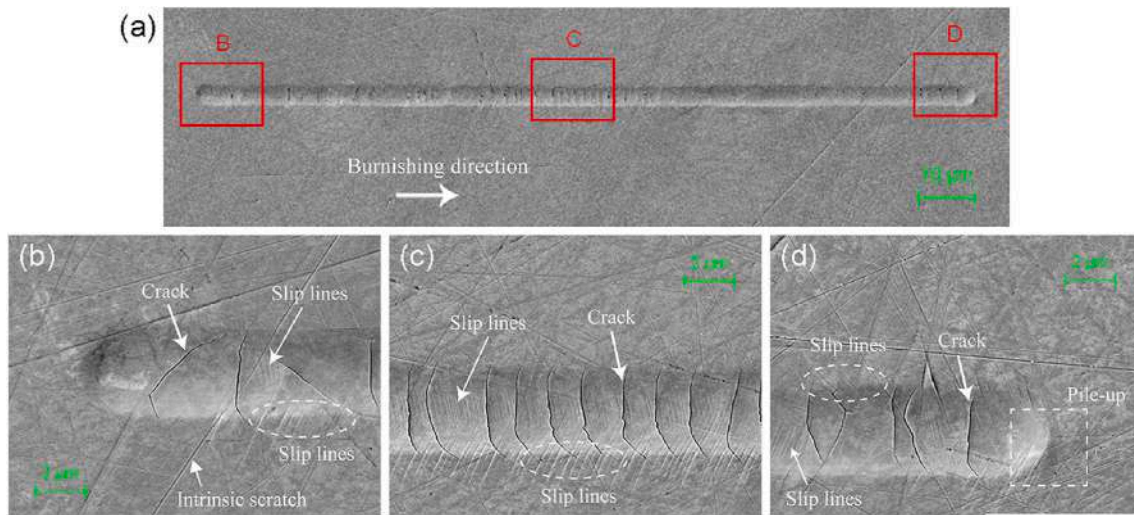 (a)
B
C
D
Burnishing direction
10 μm
(b)
Crack
Slip lines
Slip lines
2 μm
Intrinsic scratch
(c)
2 μm
Slip lines
Crack
Slip lines
(d)
2 μm
Slip lines
Crack
Pile-up
Slip lines